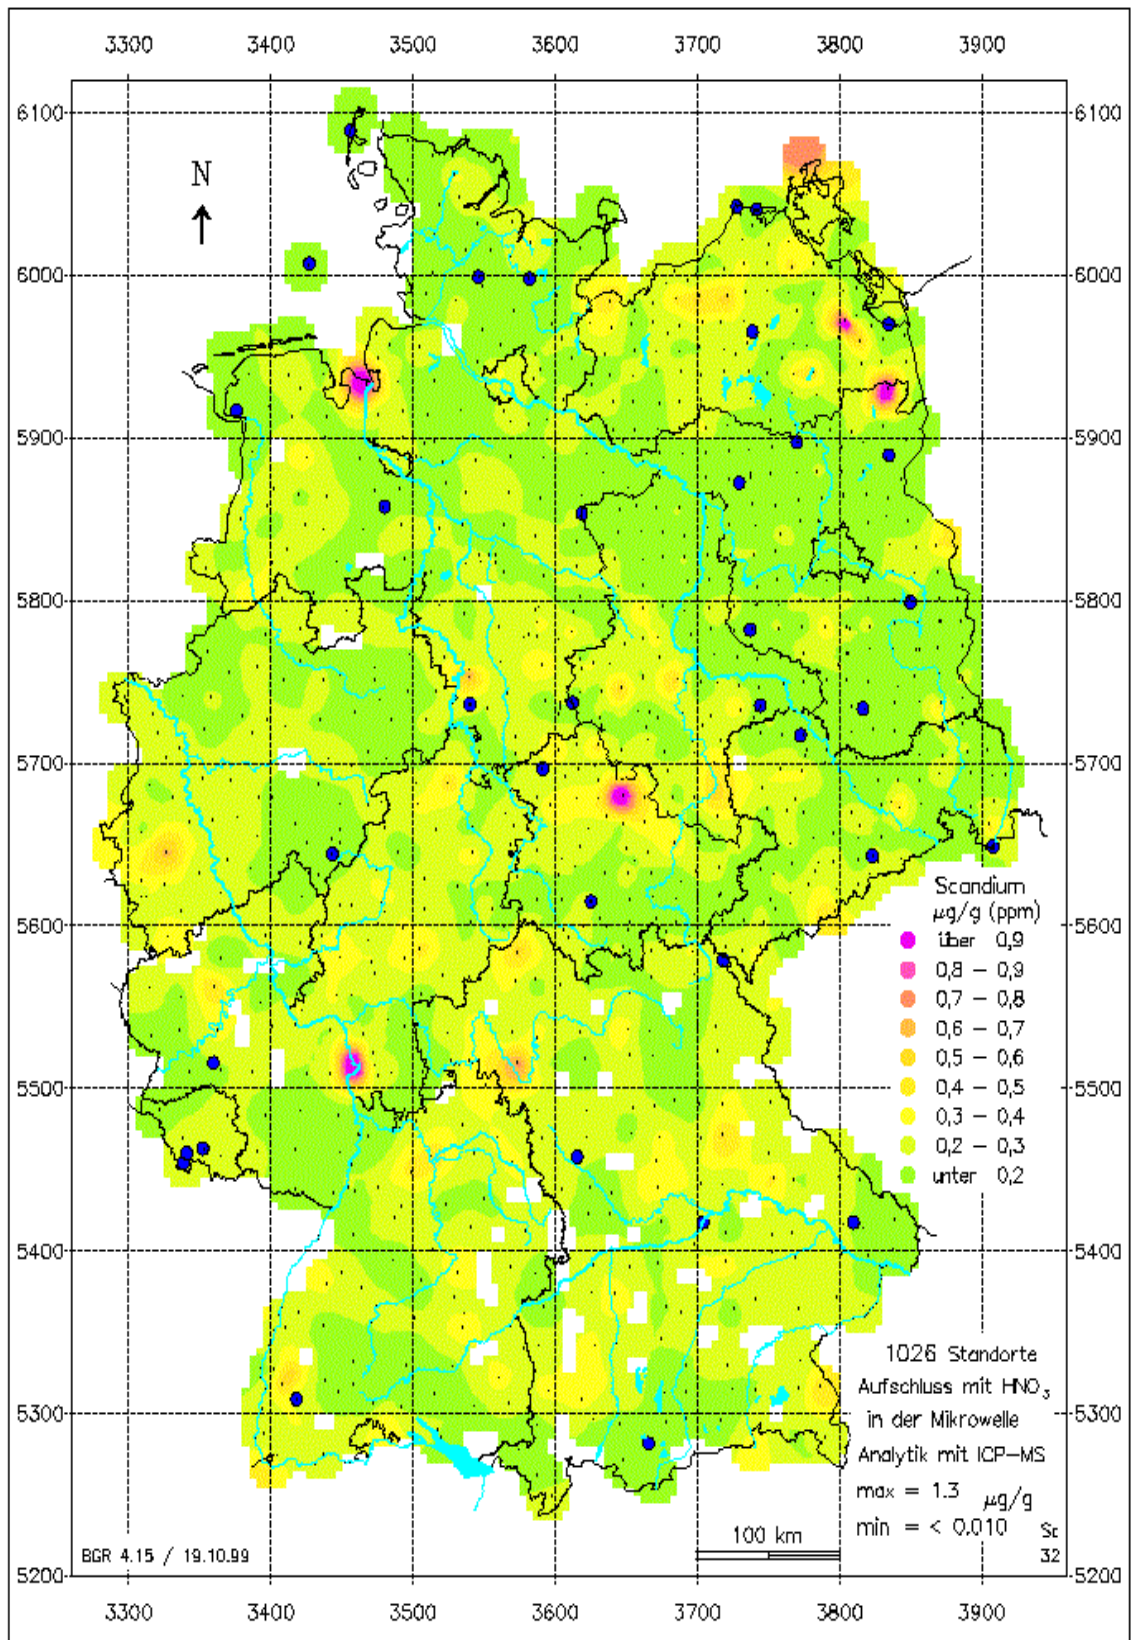 3300 3400 3500 3600 3700 3800 3900
6100 6100
N
6000 6000
5900 5900
5800 5800
5700 5700
Scandium
µg/g (ppm)
über 0,9
0,8 – 0,9
0,7 – 0,8
0,6 – 0,7
0,5 – 0,6
0,4 – 0,5
0,3 – 0,4
0,2 – 0,3
unter 0,2
5600 5600
5500 5500
5400 5400
1026 Standorte
Aufschluss mit HNO₃
in der Mikrowelle
Analytik mit ICP–MS
max = 1.3 µg/g
min = < 0.010
5300 5300
100 km
Sc
32
BGR 4.15 / 19.10.99
5200 5200
3300 3400 3500 3600 3700 3800 3900